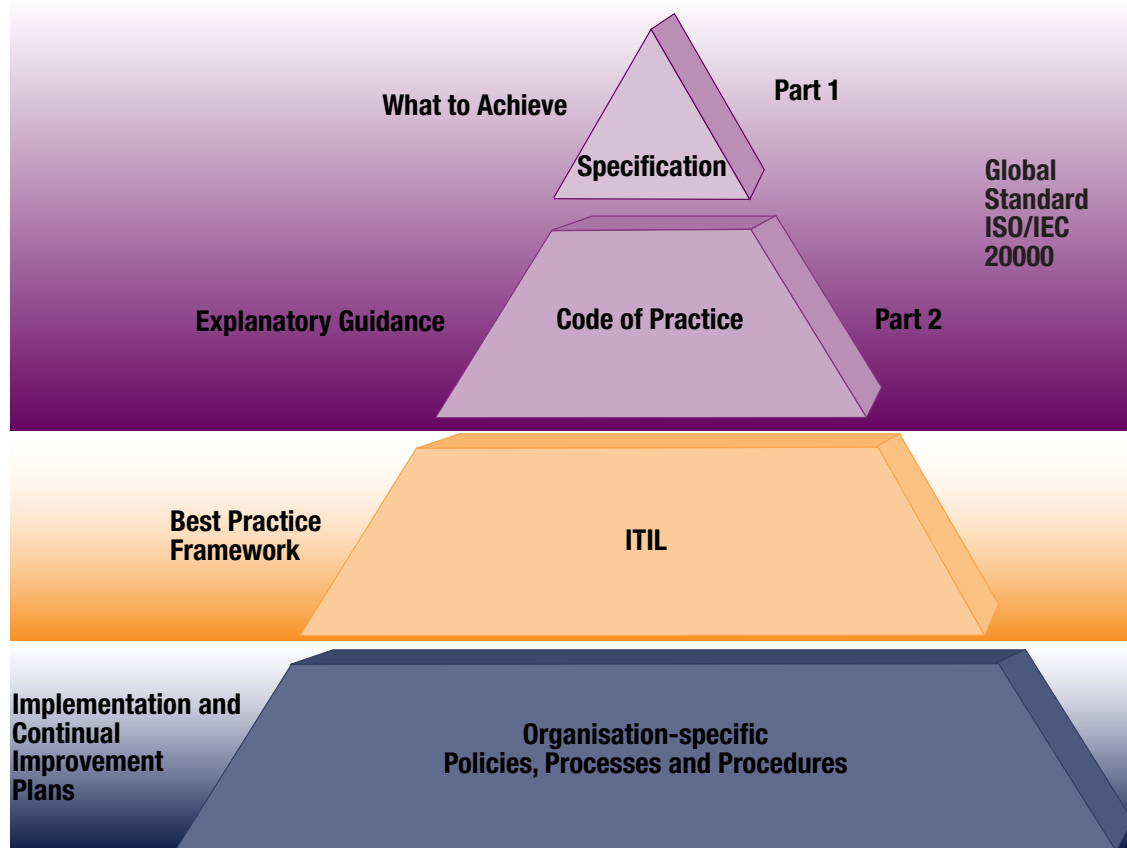 What to Achieve
Part 1
Specification
Global
Standard
ISO/IEC
20000
Explanatory Guidance
Code of Practice
Part 2
Best Practice
Framework
ITIL
Implementation and
Continual
Improvement
Plans
Organisation-specific
Policies, Processes and Procedures